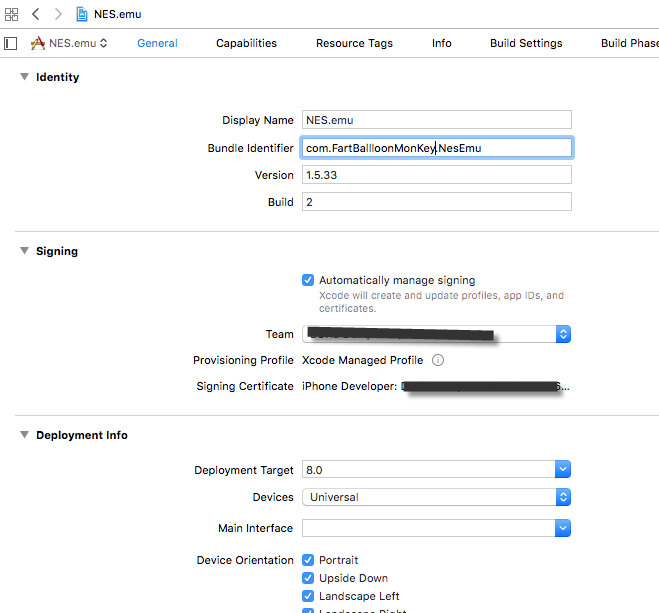 NES.emu
NES.emu General Capabilities Resource Tags Info Build Settings Build Phase
Identity
Display Name NES.emu
Bundle Identifier com.FartBallloonMonKey.NesEmu
Version 1.5.33
Build 2
Signing
Automatically manage signing
Xcode will create and update profiles, app IDs, and
certificates.
Team
Provisioning Profile Xcode Managed Profile
Signing Certificate iPhone Developer: 6...
Deployment Info
Deployment Target 8.0
Devices Universal
Main Interface
Device Orientation Portrait
Upside Down
Landscape Left
Landscape Right